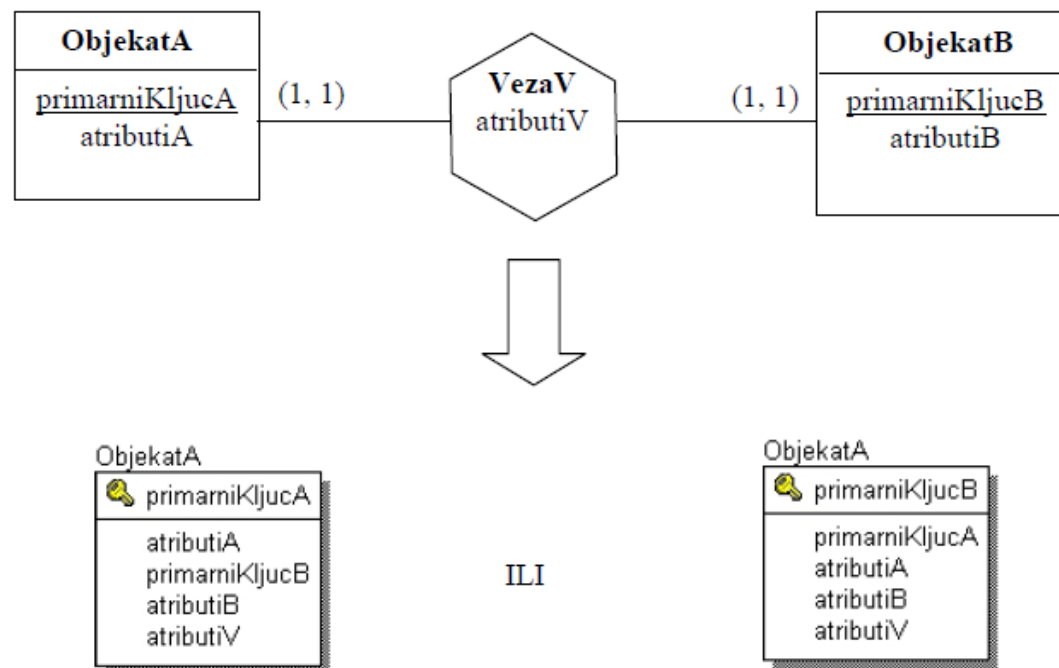 ObjekatA
primarniKljucA
atributiA
(1, 1)
VezaV
atributiV
(1, 1)
ObjekatB
primarniKljucB
atributiB
ObjekatA
primarniKljucA
atributiA
primarniKljucB
atributiB
atributiV
ILI
ObjekatA
primarniKljucB
primarniKljucA
atributiA
atributiB
atributiV